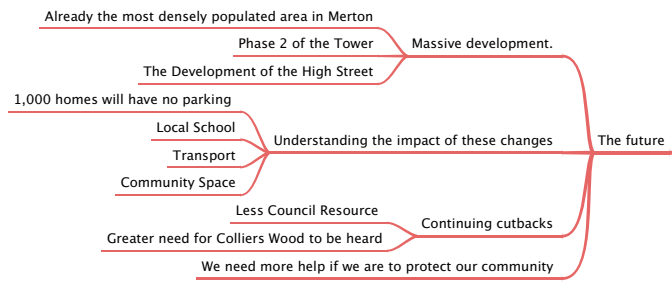 Already the most densely populated area in Merton
Phase 2 of the Tower
Massive development.
The Development of the High Street
1,000 homes will have no parking
Local School
Understanding the impact of these changes
The future
Transport
Community Space
Less Council Resource
Continuing cutbacks
Greater need for Colliers Wood to be heard
We need more help if we are to protect our community